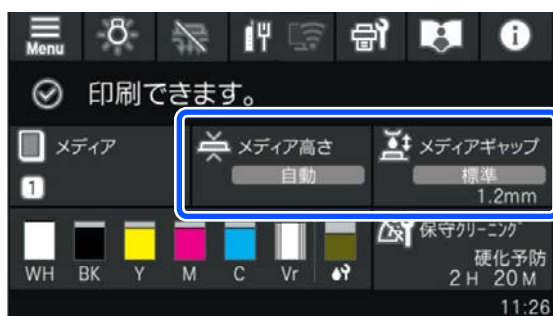 Menu
印刷できます。
メディア
1
メディア高さ
自動
メディアギャップ
標準
1.2mm
WH BK Y M C Vr
保守クリーニング
硬化予防
2H 20M
11:26